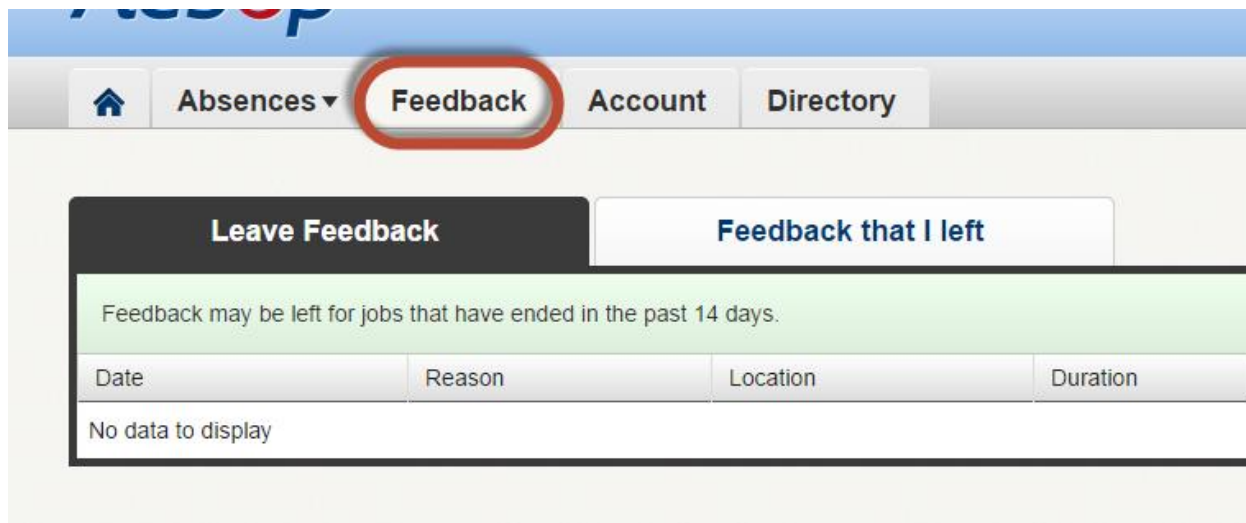 Aesop
Absences Feedback Account Directory
Leave Feedback Feedback that I left
Feedback may be left for jobs that have ended in the past 14 days.
Date Reason Location Duration
No data to display